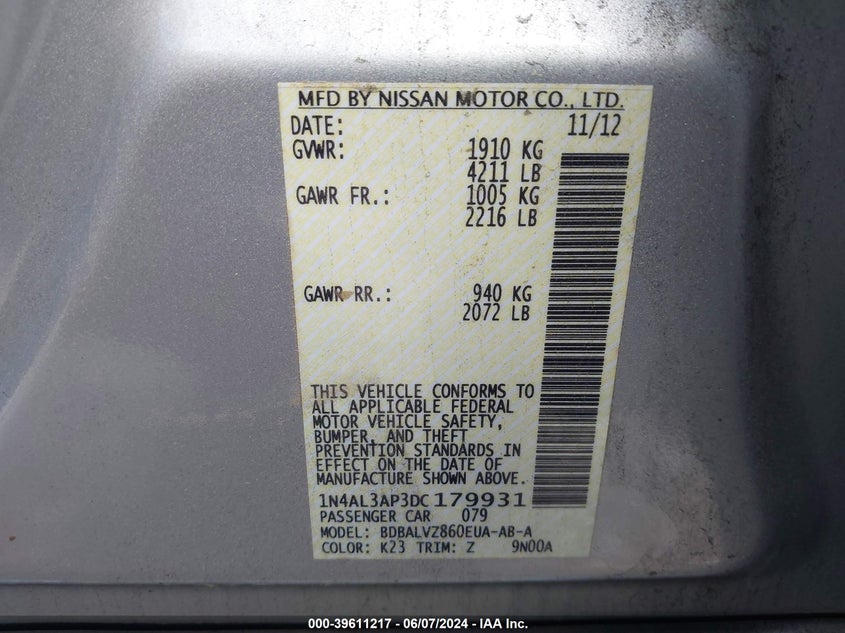 MFD BY NISSAN MOTOR CO., LTD.
DATE: 11/12
GVWR: 1910 KG
4211 LB
GAWR FR.: 1005 KG
2216 LB
GAWR RR.: 940 KG
2072 LB
THIS VEHICLE CONFORMS TO
ALL APPLICABLE FEDERAL
MOTOR VEHICLE SAFETY,
BUMPER, AND THEFT
PREVENTION STANDARDS IN
EFFECT ON THE DATE OF
MANUFACTURE SHOWN ABOVE.
1N4AL3AP3DC179931
PASSENGER CAR 079
MODEL: BDBALVZ860EUA-AB-A
COLOR: K23 TRIM: Z 9N00A
000-39611217 - 06/07/2024 - IAA Inc.